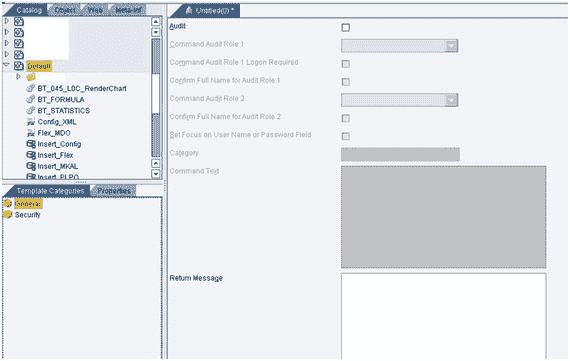 Catalog Object Web Meta-Inf
Default
BT_045_LOC_RenderChart
BT_FORMULA
BT_STATISTICS
Config_XML
Flex_MDO
Insert_Config
Insert_Flex
Insert_MKAL
Insert_PLPO
Template Categories Properties
General
Security
Untitled(0) *
Audit
Command Audit Role 1
Command Audit Role 1 Logon Required
Confirm Full Name for Audit Role 1
Command Audit Role 2
Confirm Full Name for Audit Role 2
Set Focus on User Name or Password Field
Category
Command Text
Return Message